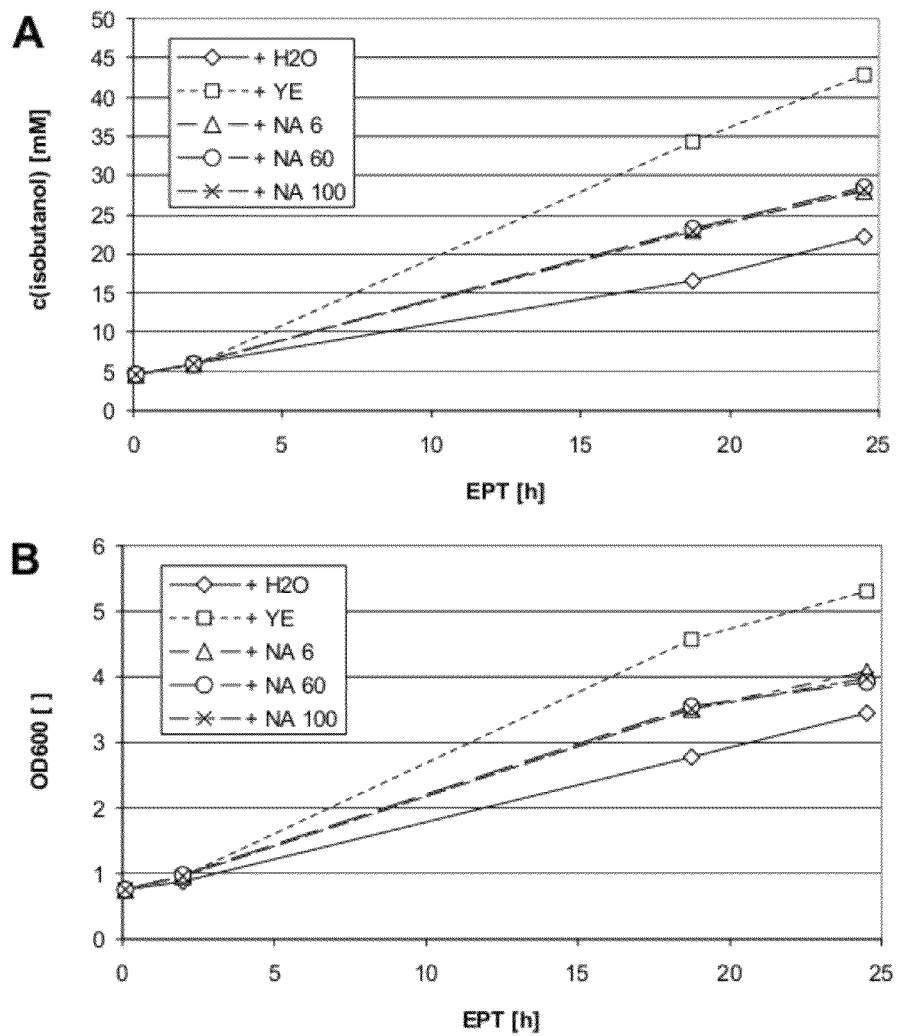 A
50
45
40
35
30
25
20
15
10
5
0
c(isobutanol) [mM]
+ H2O
+ YE
+ NA 6
+ NA 60
+ NA 100
0 5 10 15 20 25
EPT [h]
B
6
5
4
3
2
1
0
OD600 [ ]
+ H2O
+ YE
+ NA 6
+ NA 60
+ NA 100
0 5 10 15 20 25
EPT [h]